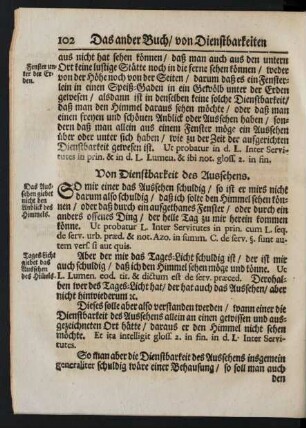 102 Das ander Buch / von Dienstbarkeiten
aus nicht hat sehen können / daß man auch aus den untern
Fenster un- Ort keine lustige Stätte noch in die ferne sehen können / weder
ter der Er- von der Höhe noch von der Seiten / darum daß es ein Fenster-
den. lein in einen Speiß-Gaden in ein Gewölb unter der Erden
gewesen / alsdann ist in denselben keine solche Dienstbarkeit /
daß man den Himmel daraus sehen möchte / oder daß man
einen freyen und schönen Anblick oder Aussehen haben / son-
dern daß man allein aus einem Fenster möge ein Aussehen
über oder unter sich haben / wie zu der Zeit der aufgerichten
Dienstbarkeit gewesen ist. Ut probatur in d. L. Inter Servi-
tutes in prin. & in d. L. Lumen. & ibi not. gloss. 2. in fin.
Von Dienstbarkeit des Aussehens.
Das Aus- SO mir einer das Aussehen schuldig / so ist er mirs nicht
sehen giebet darum also schuldig / daß ich solte den Himmel sehen kön-
nicht den nen / oder daß durch ein aufgethanes Fenster / oder durch ein
Anblick des anders offenes Ding / der helle Tag zu mir herein kommen
Himmels. könne. Ut probatur L. Inter Servitutes in prin. cum L. seq.
de serv. urb. præd. & not. Azo. in summ. C. de serv. §. sunt au-
tem vers. si aut quis.
Tages-Licht Aber der mir das Tages-Licht schuldig ist / der ist mir
giebet das auch schuldig / daß ich den Himmel sehen möge und könne. Ut
Aussehen L. Lumen. eod. tit. & dictum est de serv. præced. Derohal-
des Himels. ben wer des Tages-Licht hat / der hat auch das Aussehen / aber
nicht hinwiederum ꝛc.
Dieses solle aber also verstanden werden / wann einer die
Dienstbarkeit des Aussehens allein an einen gewissen und aus-
gezeichneten Ort hätte / daraus er den Himmel nicht sehen
möchte. Et ita intelligit gloss. 2. in fin. in d. L. Inter Servi-
tutes.
So man aber die Dienstbarkeit des Aussehens insgemein
generaliter schuldig wäre einer Behausung / so soll man auch
den